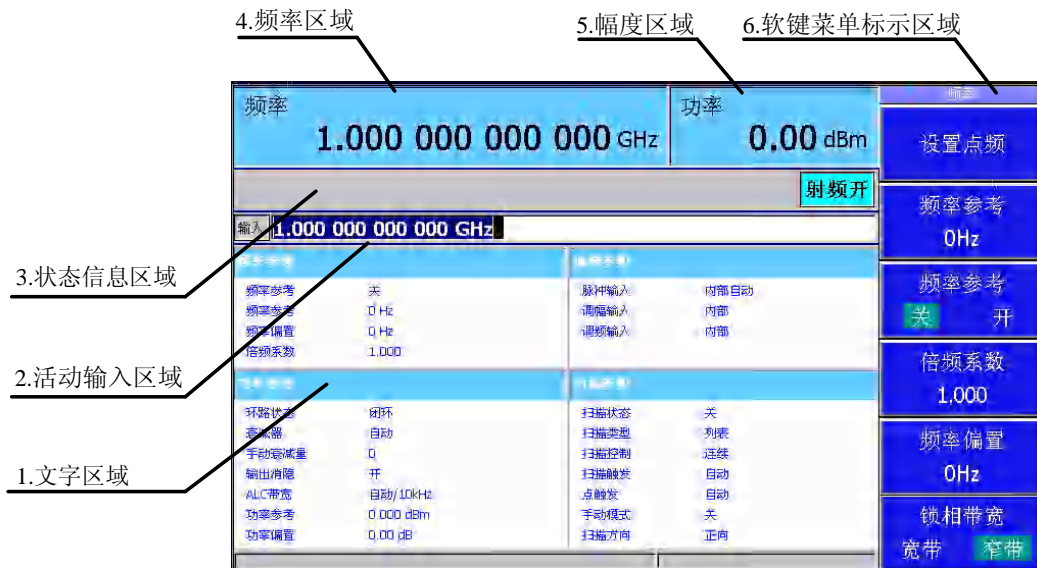 4.频率区域
5.幅度区域
6.软键菜单标示区域
频率
1.000 000 000 000 GHz
功率
0.00 dBm
频率
设置点频
射频开
频率参考
0Hz
输入 1.000 000 000 000 GHz
3.状态信息区域
频率参考 关
频率参考 0 Hz
频率偏置 0 Hz
倍频系数 1.000
脉冲输入 内部自动
调幅输入 内部
调频输入 内部
频率参考
关 开
倍频系数
1.000
2.活动输入区域
环路状态 闭环
衰减器 自动
手动衰减量 0
输出消隐 开
ALC带宽 自动/10kHz
功率参考 0.000 dBm
功率偏置 0.00 dB
扫描状态 关
扫描类型 列表
扫描控制 连续
扫描触发 自动
点触发 自动
手动模式 关
扫描方向 正向
频率偏置
0Hz
1.文字区域
锁相带宽
宽带 窄带